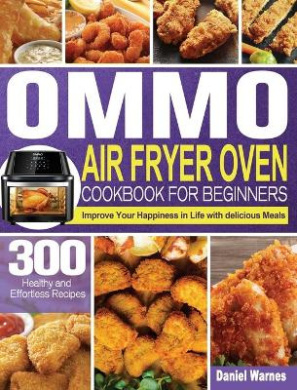 OMMO
AIR FRYER OVEN
COOKBOOK FOR BEGINNERS
Improve Your Happiness in Life with delicious Meals
300
Healthy and
Effortless Recipes
Daniel Warnes